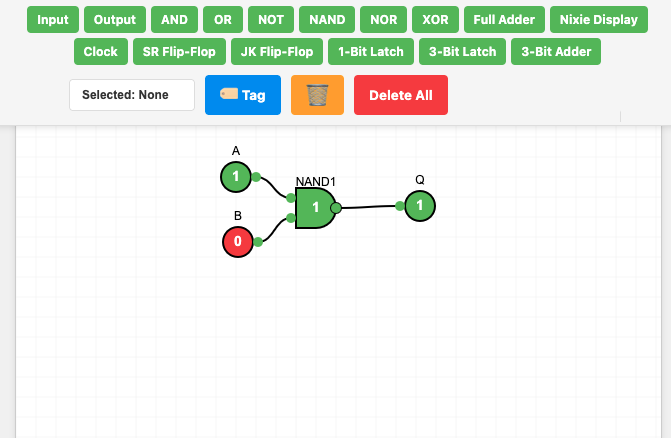 Input Output AND OR NOT NAND NOR XOR Full Adder Nixie Display
Clock SR Flip-Flop JK Flip-Flop 1-Bit Latch 3-Bit Latch 3-Bit Adder
Selected: None Tag Delete All
A
1
NAND1
1
Q
1
B
0